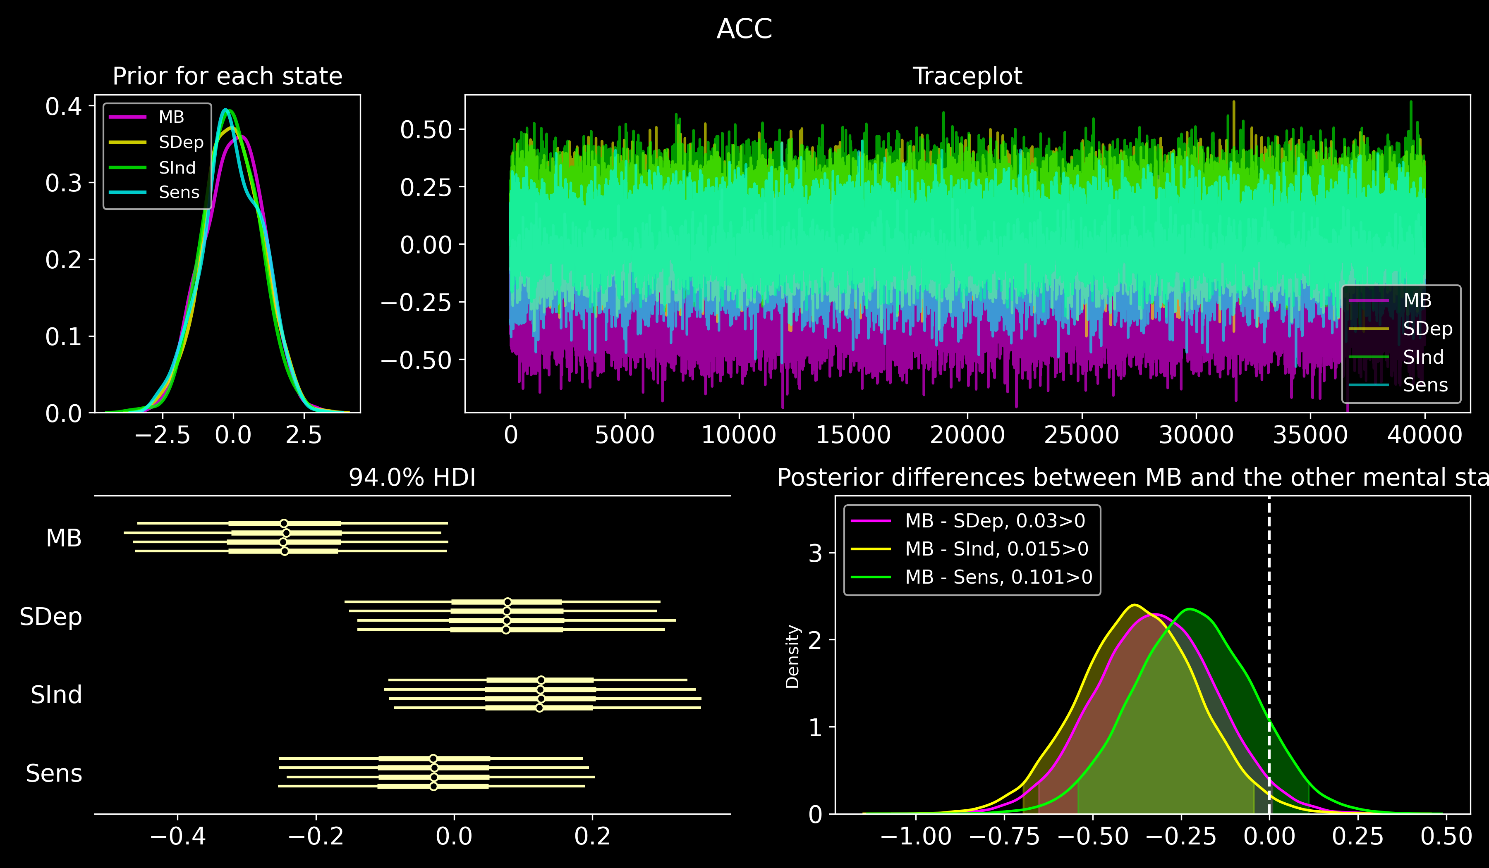 ACC
Prior for each state
0.4
0.3
0.2
0.1
0.0
−2.5 0.0 2.5
MB
SDep
SInd
Sens
Traceplot
0.50
0.25
0.00
−0.25
−0.50
0 5000 10000 15000 20000 25000 30000 35000 40000
MB
SDep
SInd
Sens
94.0% HDI
MB
SDep
SInd
Sens
−0.4 −0.2 0.0 0.2
Posterior differences between MB and the other mental sta
MB - SDep, 0.03>0
MB - SInd, 0.015>0
MB - Sens, 0.101>0
Density
3
2
1
0
−1.00 −0.75 −0.50 −0.25 0.00 0.25 0.50